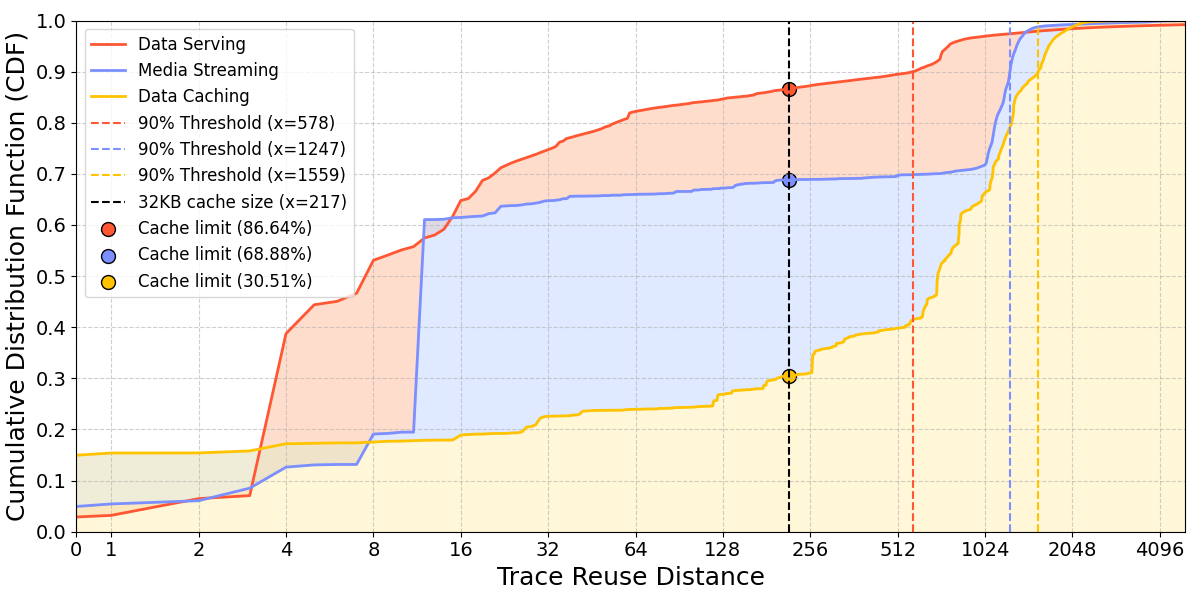 Cumulative Distribution Function (CDF)
1.0
0.9
0.8
0.7
0.6
0.5
0.4
0.3
0.2
0.1
0.0
Data Serving
Media Streaming
Data Caching
90% Threshold (x=578)
90% Threshold (x=1247)
90% Threshold (x=1559)
32KB cache size (x=217)
Cache limit (86.64%)
Cache limit (68.88%)
Cache limit (30.51%)
0 1 2 4 8 16 32 64 128 256 512 1024 2048 4096
Trace Reuse Distance